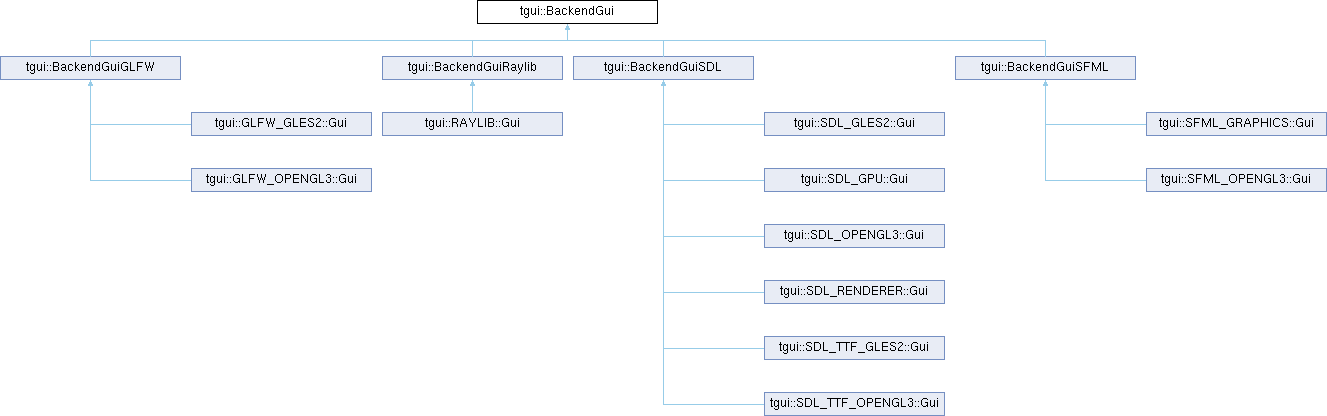 tgui::BackendGui
tgui::BackendGuiGLFW
tgui::BackendGuiRaylib
tgui::BackendGuiSDL
tgui::BackendGuiSFML
tgui::GLFW_GLES2::Gui
tgui::RAYLIB::Gui
tgui::SDL_GLES2::Gui
tgui::SFML_GRAPHICS::Gui
tgui::GLFW_OPENGL3::Gui
tgui::SDL_GPU::Gui
tgui::SFML_OPENGL3::Gui
tgui::SDL_OPENGL3::Gui
tgui::SDL_RENDERER::Gui
tgui::SDL_TTF_GLES2::Gui
tgui::SDL_TTF_OPENGL3::Gui